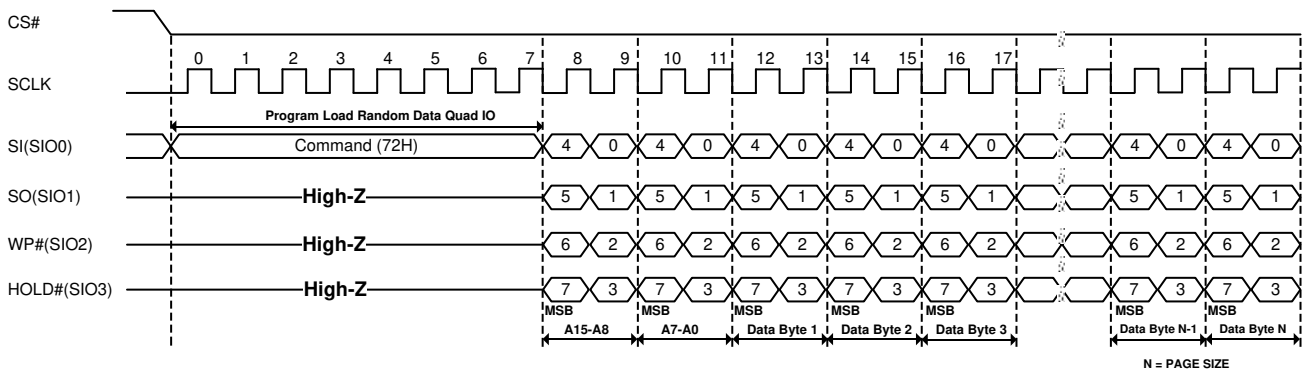 CS#
0 1 2 3 4 5 6 7 8 9 10 11 12 13 14 15 16 17
SCLK
Program Load Random Data Quad IO
SI(SIO0) Command (72H) 4 0 4 0 4 0 4 0 4 0 4 0 4 0
SO(SIO1) High-Z 5 1 5 1 5 1 5 1 5 1 5 1 5 1
WP#(SIO2) High-Z 6 2 6 2 6 2 6 2 6 2 6 2 6 2
HOLD#(SIO3) High-Z 7 3 7 3 7 3 7 3 7 3 7 3 7 3
MSB MSB MSB MSB MSB MSB MSB
A15-A8 A7-A0 Data Byte 1 Data Byte 2 Data Byte 3 Data Byte N-1 Data Byte N
N = PAGE SIZE